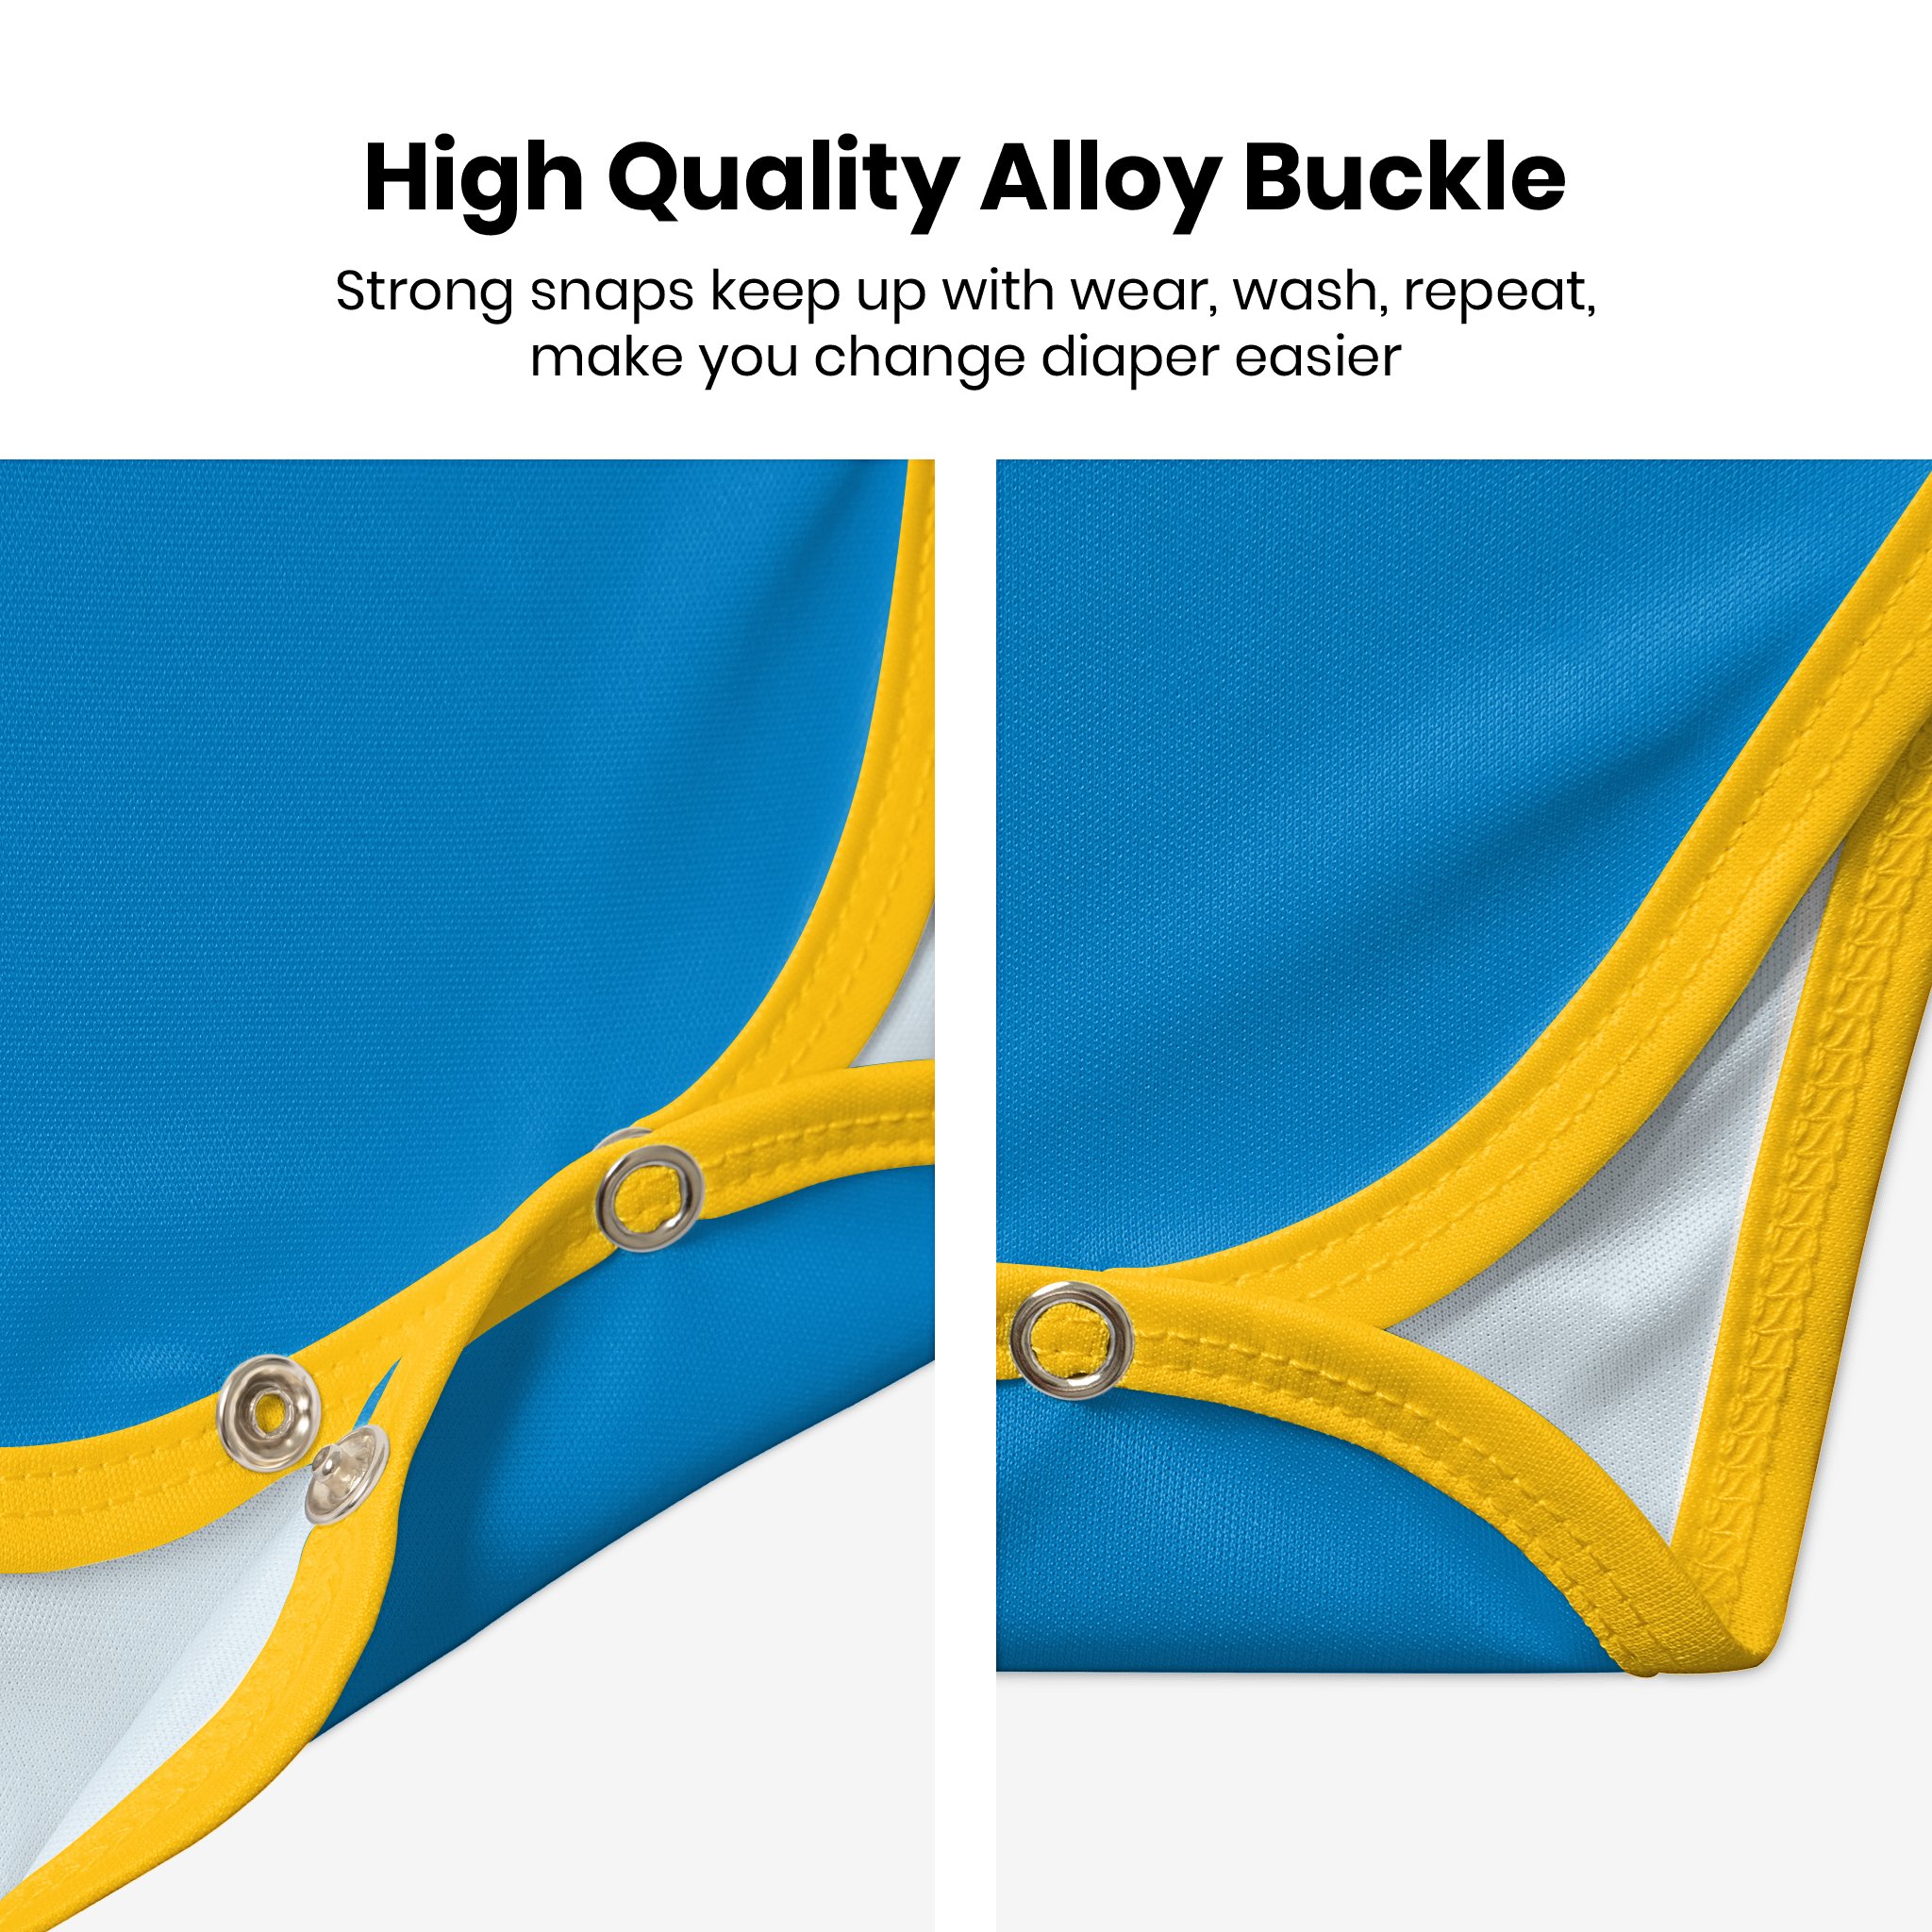 High Quality Alloy Buckle
Strong snaps keep up with wear, wash, repeat,
make you change diaper easier